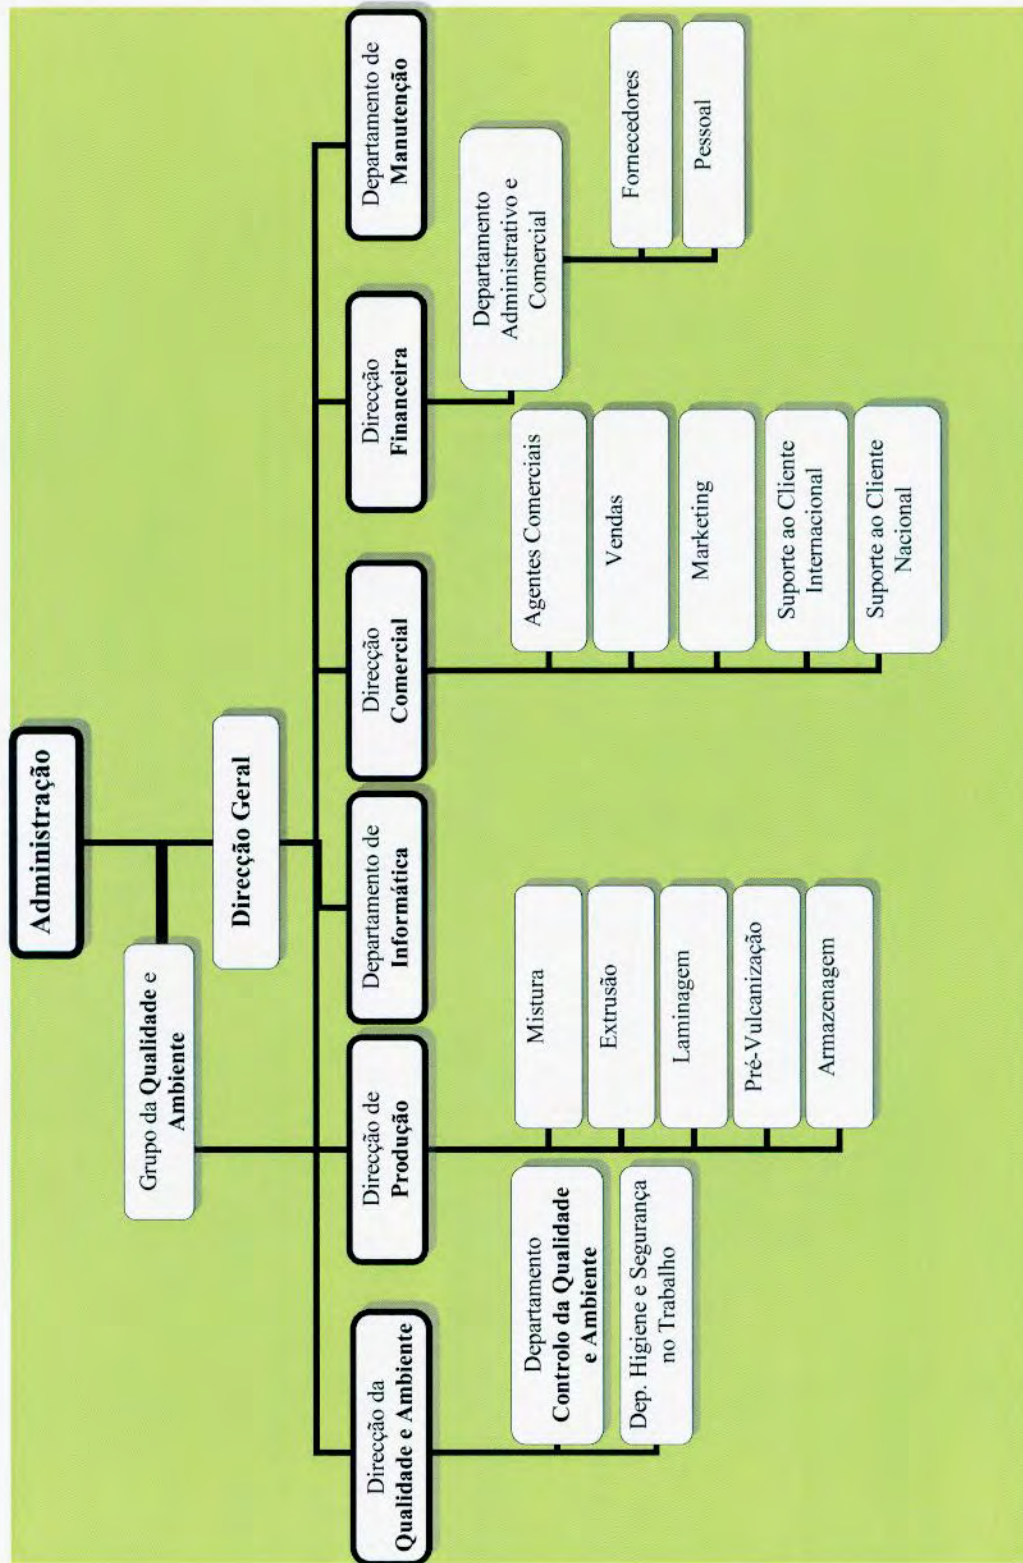 Administração
Grupo da Qualidade e
Ambiente
Direcção Geral
Direcção da
Qualidade e Ambiente
Direcção de
Produção
Departamento de
Informática
Direcção
Comercial
Direcção
Financeira
Departamento de
Manutenção
Departamento
Controlo da Qualidade
e Ambiente
Dep. Higiene e Segurança
no Trabalho
Mistura
Extrusão
Laminagem
Pré-Vulcanização
Armazenagem
Agentes Comerciais
Vendas
Marketing
Suporte ao Cliente
Internacional
Suporte ao Cliente
Nacional
Departamento
Administrativo e
Comercial
Fornecedores
Pessoal